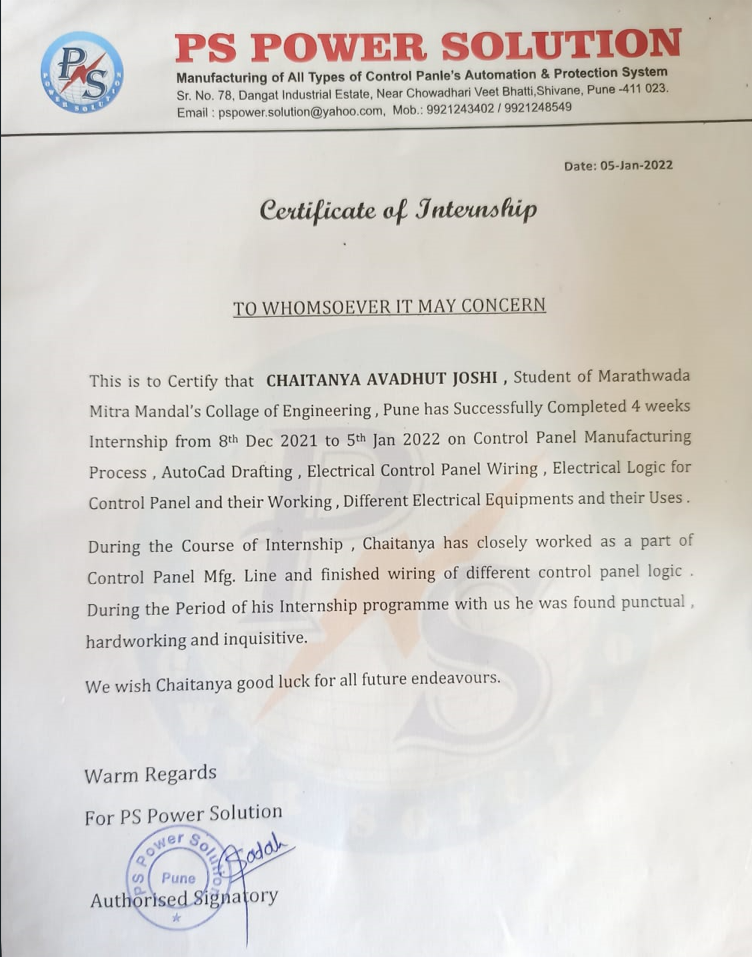 PS
POWER SOLUTION
PS POWER SOLUTION
Manufacturing of All Types of Control Panle's Automation & Protection System
Sr. No. 78, Dangat Industrial Estate, Near Chowadhari Veet Bhatti,Shivane, Pune -411 023.
Email : pspower.solution@yahoo.com, Mob.: 9921243402 / 9921248549
Date: 05-Jan-2022
Certificate of Internship
TO WHOMSOEVER IT MAY CONCERN
This is to Certify that CHAITANYA AVADHUT JOSHI , Student of Marathwada
Mitra Mandal's Collage of Engineering , Pune has Successfully Completed 4 weeks
Internship from 8th Dec 2021 to 5th Jan 2022 on Control Panel Manufacturing
Process , AutoCad Drafting , Electrical Control Panel Wiring , Electrical Logic for
Control Panel and their Working , Different Electrical Equipments and their Uses .
During the Course of Internship , Chaitanya has closely worked as a part of
Control Panel Mfg. Line and finished wiring of different control panel logic .
During the Period of his Internship programme with us he was found punctual ,
hardworking and inquisitive.
We wish Chaitanya good luck for all future endeavours.
Warm Regards
For PS Power Solution
PS Power Solution
Pune
Authorised Signatory